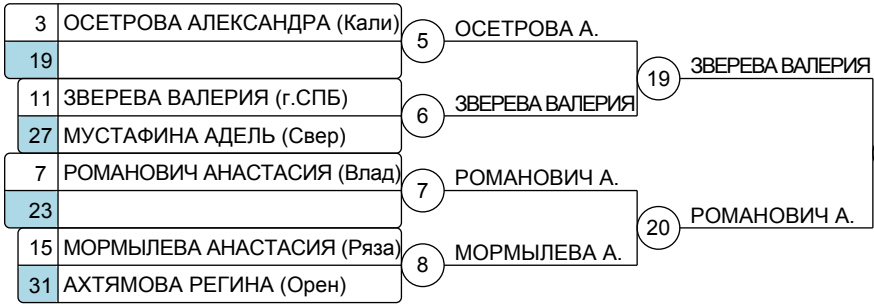 3 ОСЕТРОВА АЛЕКСАНДРА (Кали)
19
5 ОСЕТРОВА А.
11 ЗВЕРЕВА ВАЛЕРИЯ (г.СПБ)
27 МУСТАФИНА АДЕЛЬ (Свер)
6 ЗВЕРЕВА ВАЛЕРИЯ
19 ЗВЕРЕВА ВАЛЕРИЯ
7 РОМАНОВИЧ АНАСТАСИЯ (Влад)
23
7 РОМАНОВИЧ А.
15 МОРМЫЛЕВА АНАСТАСИЯ (Ряза)
31 АХТЯМОВА РЕГИНА (Орен)
8 МОРМЫЛЕВА А.
20 РОМАНОВИЧ А.